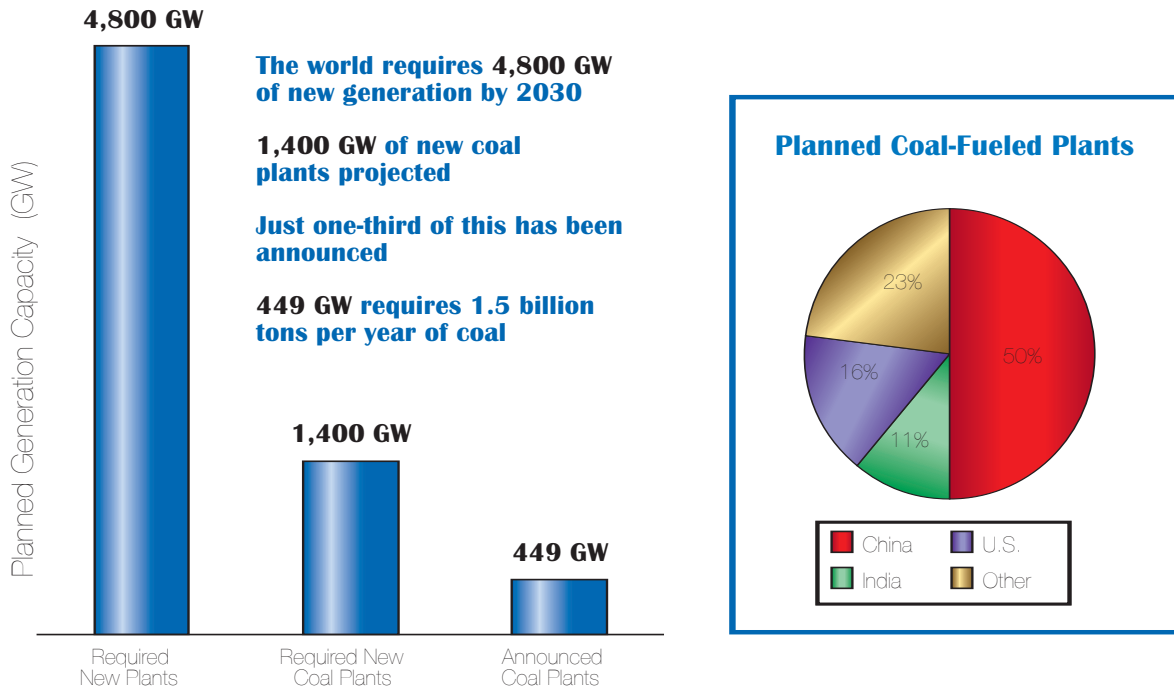 4,800 GW
The world requires 4,800 GW
of new generation by 2030
1,400 GW of new coal
plants projected
Just one-third of this has been
announced
449 GW requires 1.5 billion
tons per year of coal
Planned Generation Capacity (GW)
1,400 GW
449 GW
Required
New Plants
Required New
Coal Plants
Announced
Coal Plants
Planned Coal-Fueled Plants
23%
50%
16%
11%
China
U.S.
India
Other